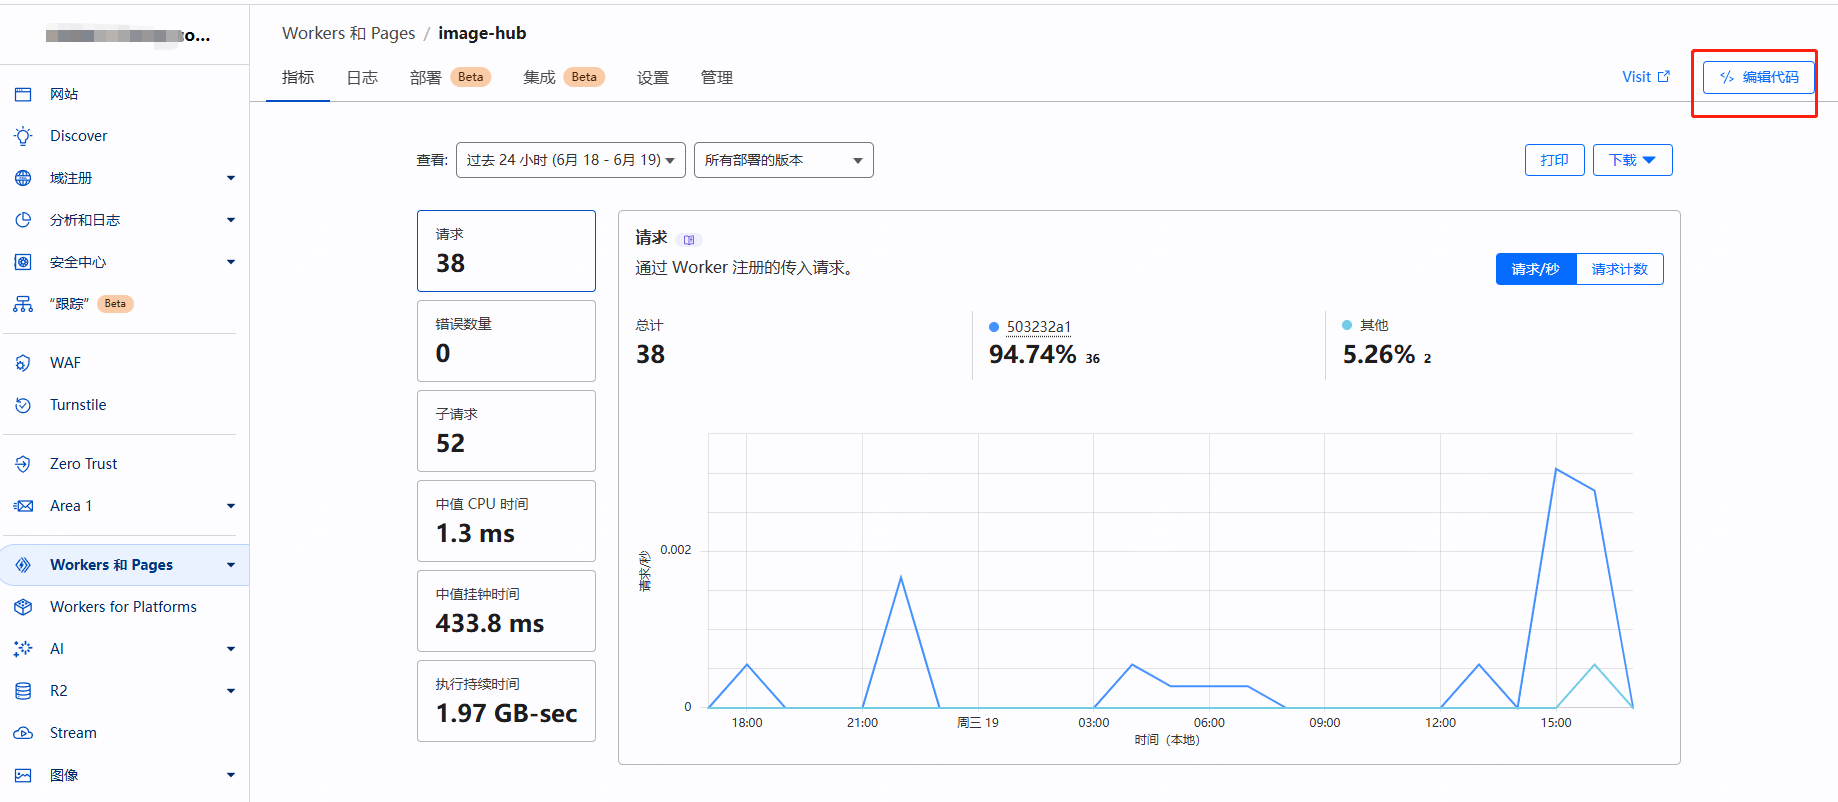 o...
网站
Discover
域注册
分析和日志
安全中心
“跟踪” Beta
WAF
Turnstile
Zero Trust
Area 1
Workers 和 Pages
Workers for Platforms
AI
R2
Stream
图像
Workers 和 Pages / image-hub
指标 日志 部署 Beta 集成 Beta 设置 管理
Visit
编辑代码
查看: 过去 24 小时 (6月 18 - 6月 19) 所有部署的版本
打印 下载
请求
38
错误数量
0
子请求
52
中值 CPU 时间
1.3 ms
中值挂钟时间
433.8 ms
执行持续时间
1.97 GB-sec
请求
通过 Worker 注册的传入请求。
请求/秒 请求计数
总计
38
503232a1
94.74% 36
其他
5.26% 2
请求/秒
0.002
0
18:00 21:00 周三 19 03:00 06:00 09:00 12:00 15:00
时间（本地）